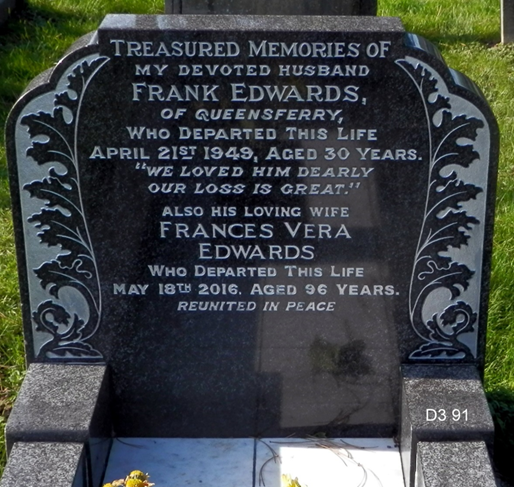 TREASURED MEMORIES OF
MY DEVOTED HUSBAND
FRANK EDWARDS,
OF QUEENSFERRY,
WHO DEPARTED THIS LIFE
APRIL 21ST 1949, AGED 30 YEARS.
"WE LOVED HIM DEARLY
OUR LOSS IS GREAT."
ALSO HIS LOVING WIFE
FRANCES VERA
EDWARDS
WHO DEPARTED THIS LIFE
MAY 18TH 2016. AGED 96 YEARS.
REUNITED IN PEACE
D3 91